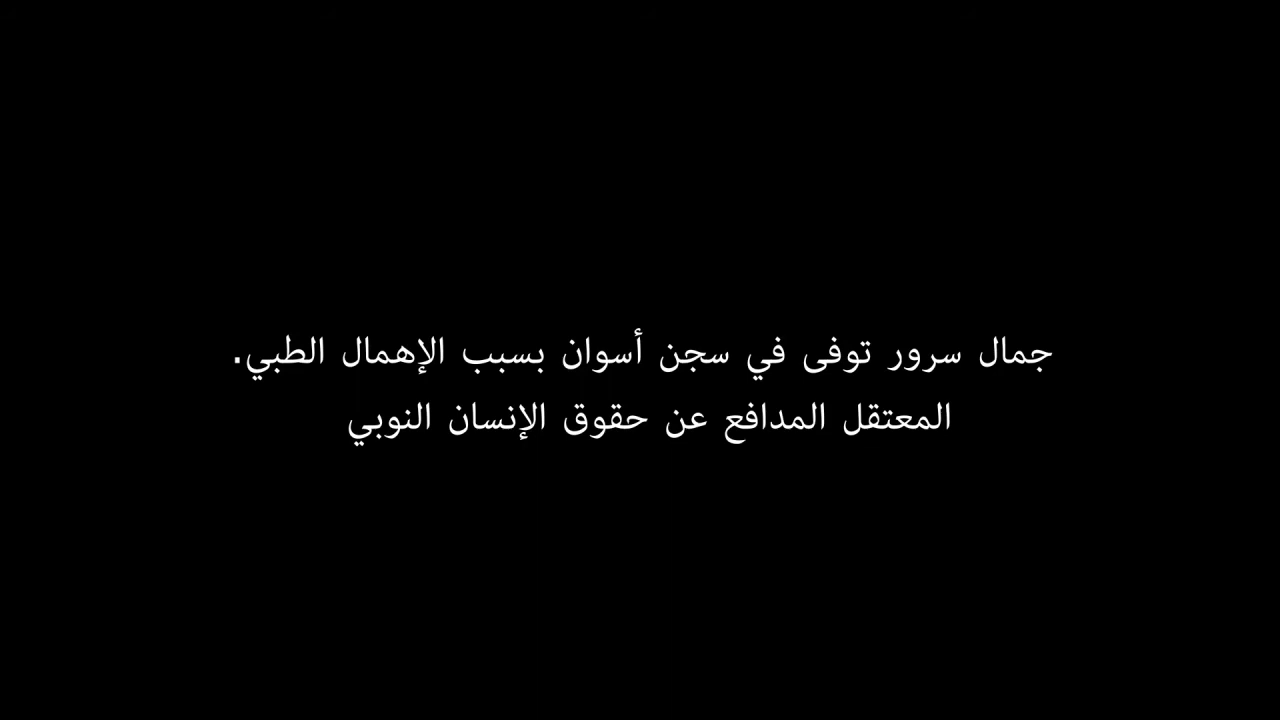 جمال سرور توفى في سجن أسوان بسبب الإهمال الطبي.
المعتقل المدافع عن حقوق الإنسان النوبي